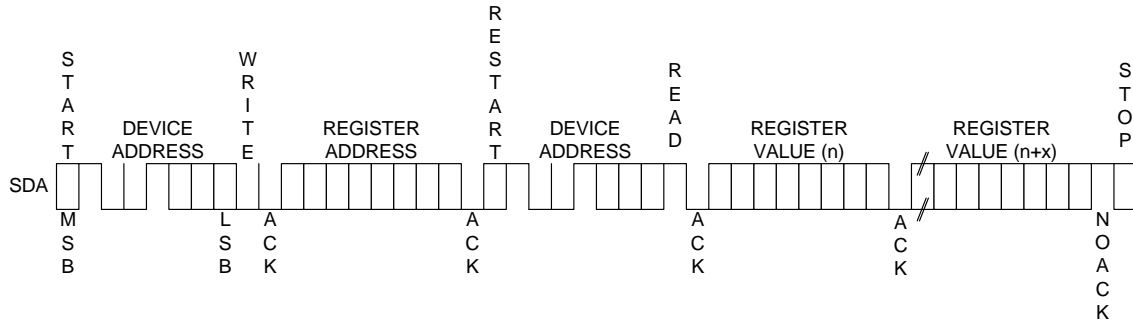 START
WRITE
RESTART
READ
STOP
DEVICE
ADDRESS
REGISTER
ADDRESS
DEVICE
ADDRESS
REGISTER
VALUE (n)
REGISTER
VALUE (n+x)
SDA
//
//
MSB
LSB
ACK
ACK
ACK
ACK
NOACK